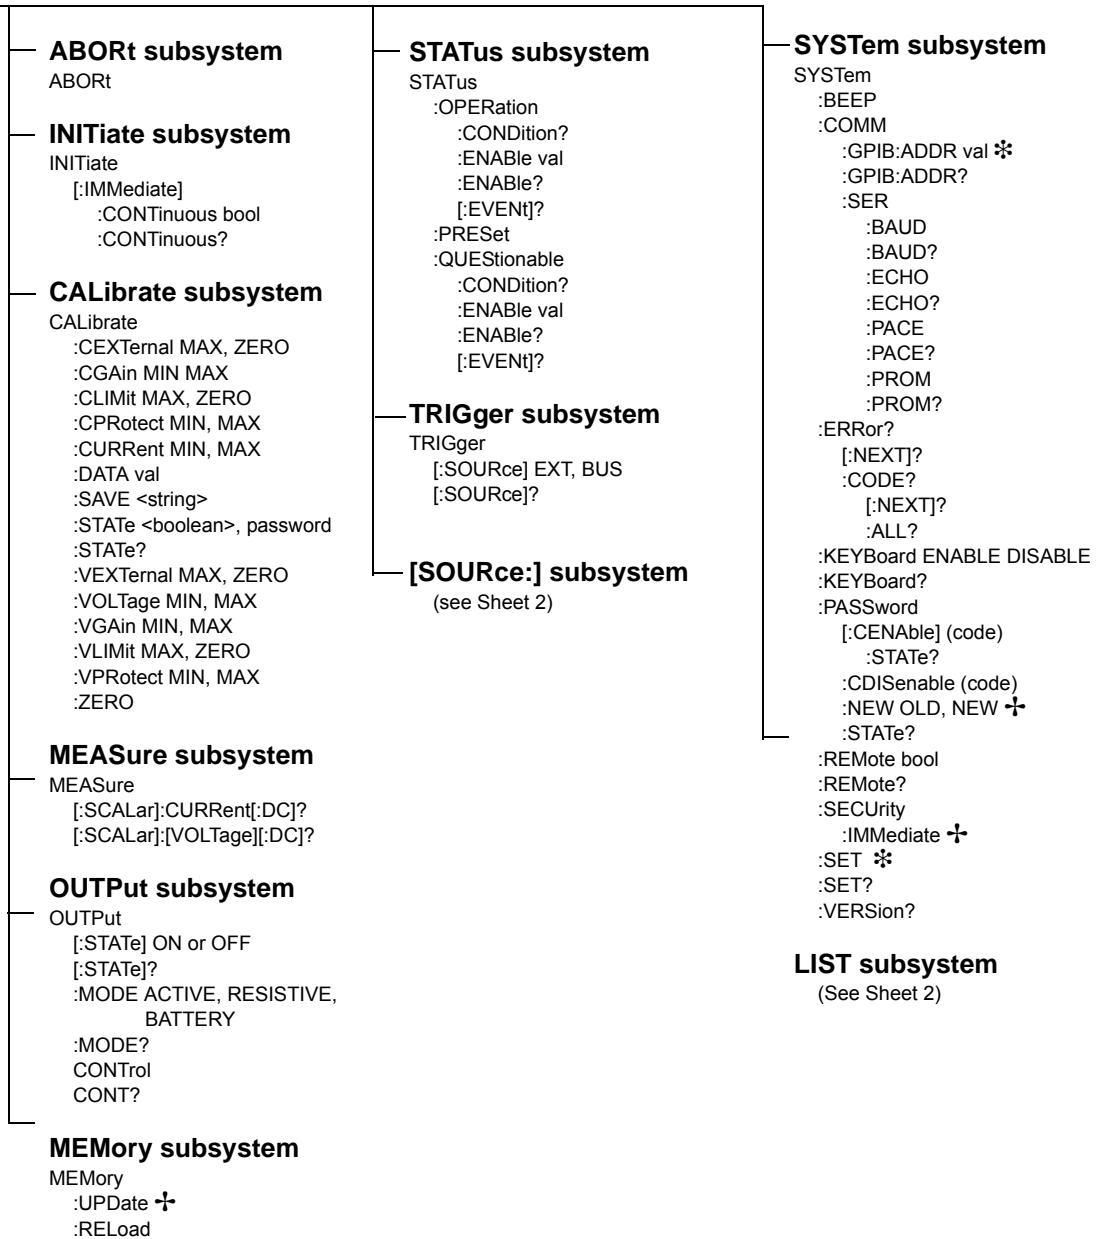 ABORt subsystem
ABORt
INITiate subsystem
INITiate
[:IMMediate]
:CONTinuous bool
:CONTinuous?
CALibrate subsystem
CALibrate
:CEXTernal MAX, ZERO
:CGAin MIN MAX
:CLIMit MAX, ZERO
:CPRotect MIN, MAX
:CURRent MIN, MAX
:DATA val
:SAVE <string>
:STATe <boolean>, password
:STATe?
:VEXTernal MAX, ZERO
:VOLTage MIN, MAX
:VGAin MIN, MAX
:VLIMit MAX, ZERO
:VPRotect MIN, MAX
:ZERO
MEASure subsystem
MEASure
[:SCALar]:CURRent[:DC]?
[:SCALar]:[VOLTage][:DC]?
OUTPut subsystem
OUTPut
[:STATe] ON or OFF
[:STATe]?
:MODE ACTIVE, RESISTIVE,
BATTERY
:MODE?
CONTrol
CONT?
MEMory subsystem
MEMory
:UPDate ✢
:RELoad
STATus subsystem
STATus
:OPERation
:CONDition?
:ENABle val
:ENABle?
[:EVENt]?
:PRESet
:QUEStionable
:CONDition?
:ENABle val
:ENABle?
[:EVENt]?
TRIGger subsystem
TRIGger
[:SOURce] EXT, BUS
[:SOURce]?
[SOURce:] subsystem
(see Sheet 2)
SYSTem subsystem
SYSTem
:BEEP
:COMM
:GPIB:ADDR val ✻
:GPIB:ADDR?
:SER
:BAUD
:BAUD?
:ECHO
:ECHO?
:PACE
:PACE?
:PROM
:PROM?
:ERRor?
[:NEXT]?
:CODE?
[:NEXT]?
:ALL?
:KEYBoard ENABLE DISABLE
:KEYBoard?
:PASSword
[:CENAble] (code)
:STATe?
:CDISenable (code)
:NEW OLD, NEW ✢
:STATe?
:REMote bool
:REMote?
:SECUrity
:IMMediate ✢
:SET ✻
:SET?
:VERSion?
LIST subsystem
(See Sheet 2)